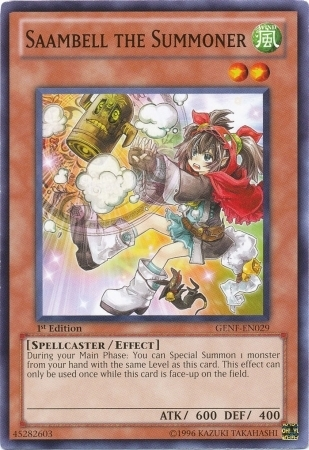 SAAMBELL THE SUMMONER
WIND
風
1st Edition
GENF-EN029
[SPELLCASTER / EFFECT]
During your Main Phase: You can Special Summon 1 monster
from your hand with the same Level as this card. This effect can
only be used once while this card is face-up on the field.
ATK/ 600 DEF/ 400
45282603
©1996 KAZUKI TAKAHASHI